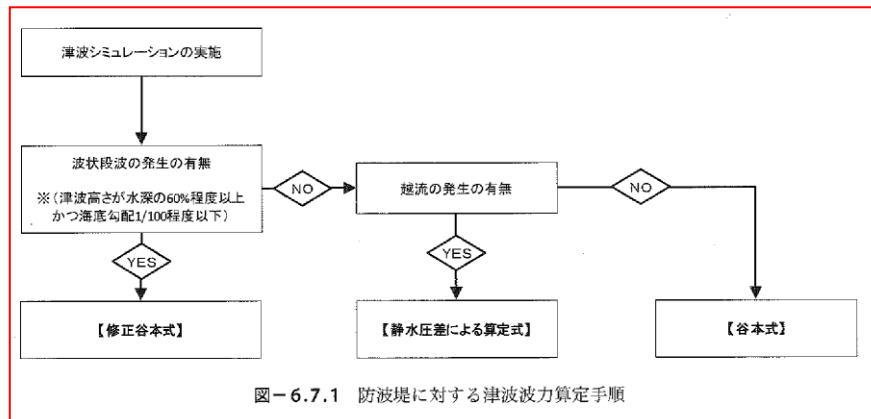 津波シミュレーションの実施
波状段波の発生の有無
※(津波高さが水深の60%程度以上
かつ海底勾配1/100程度以下)
NO
越流の発生の有無
NO
YES
YES
【修正谷本式】
【静水圧差による算定式】
【谷本式】
図－6.7.1 防波堤に対する津波波力算定手順